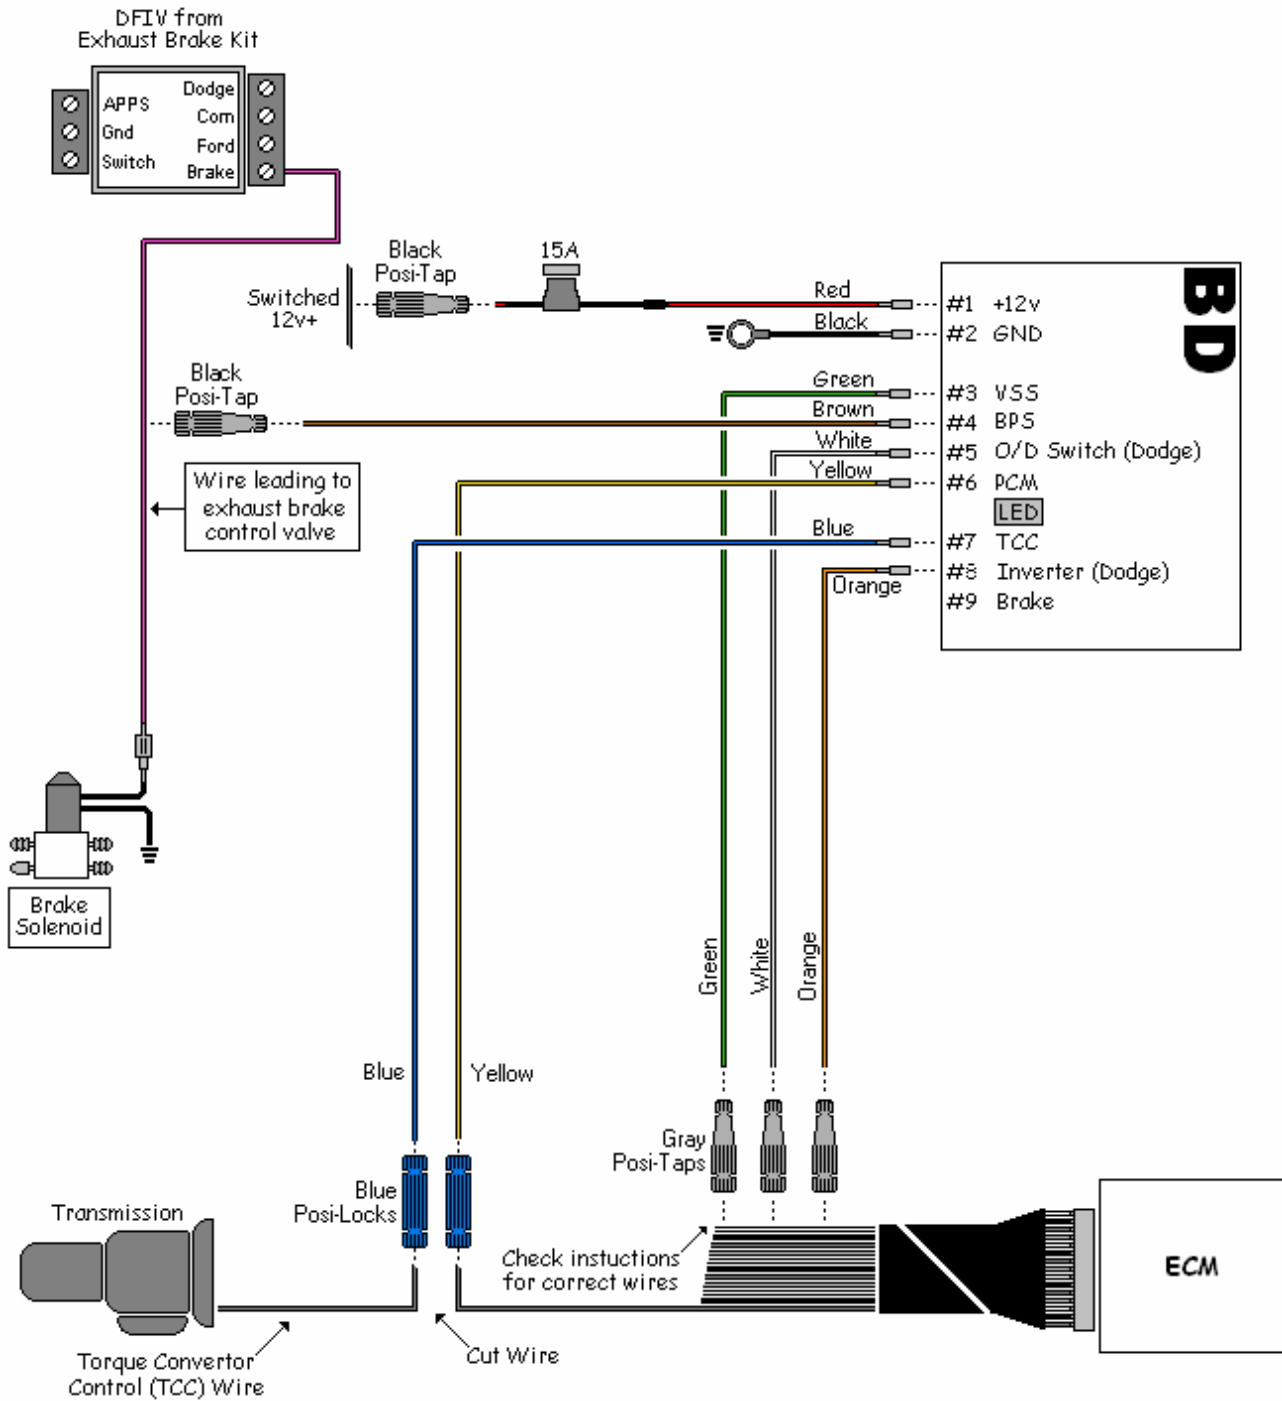 DFIV from
Exhaust Brake Kit
APPS
Gnd
Switch
Dodge
Com
Ford
Brake
Black
Posi-Tap
15A
Switched
12v+
Red
Black
BD
#1 +12v
#2 GND
Black
Posi-Tap
Green
Brown
White
Yellow
#3 VSS
#4 BPS
#5 O/D Switch (Dodge)
#6 PCM
LED
Wire leading to
exhaust brake
control valve
Blue
Orange
#7 TCC
#8 Inverter (Dodge)
#9 Brake
Brake
Solenoid
Green
White
Orange
Blue
Yellow
Gray
Posi-Taps
Blue
Posi-Locks
Transmission
Check instuctions
for correct wires
ECM
Cut Wire
Torque Convertor
Control (TCC) Wire